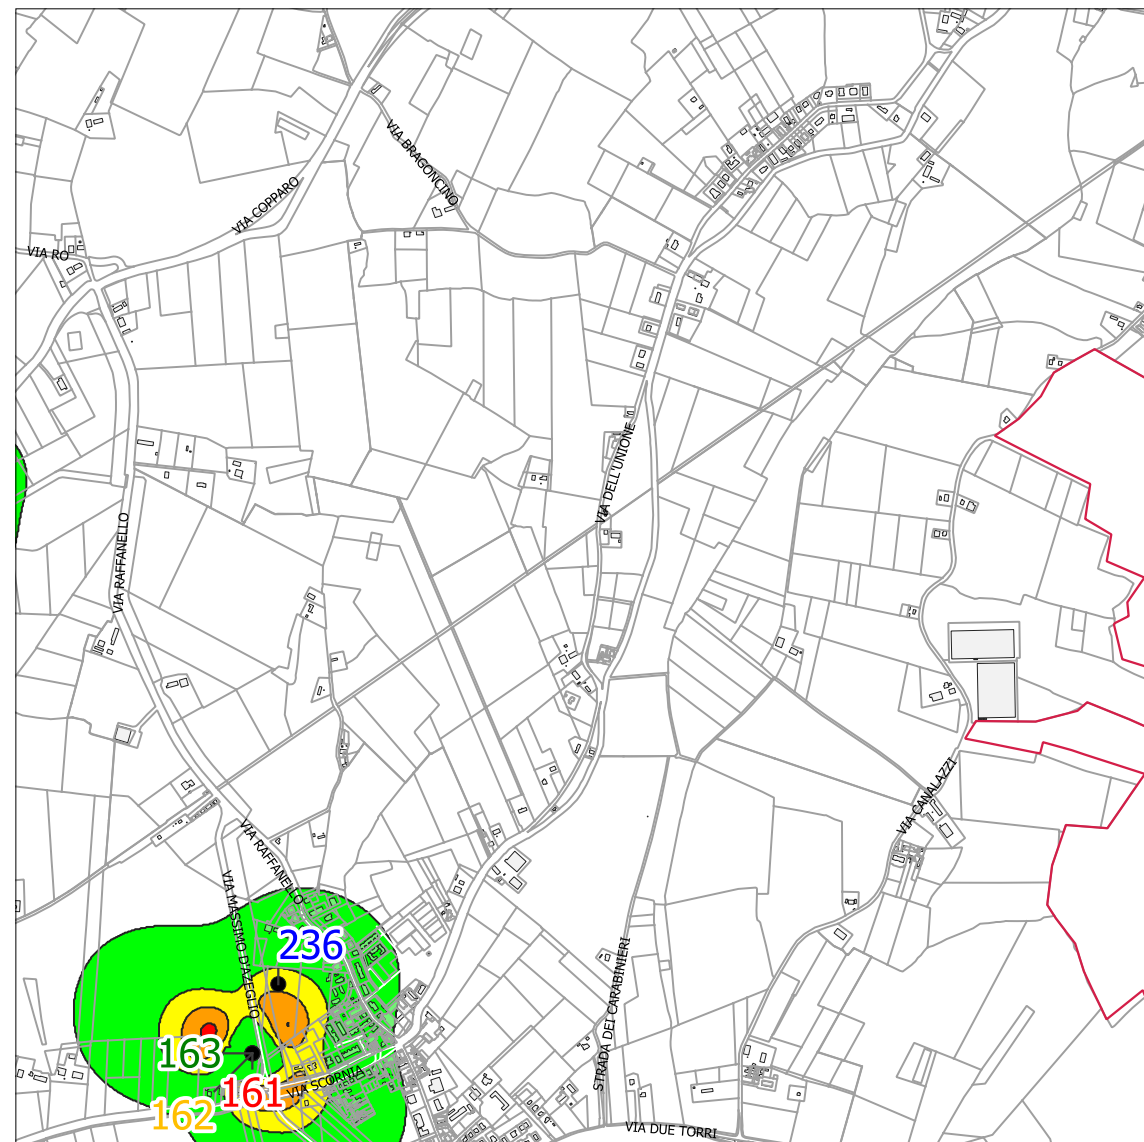 VIA BRAGONCINO
VIA COPPARO
VIA RO
VIA DELL'UNIONE
VIA RAFFANELLO
VIA CANALAZZI
VIA RAFFANELLO
VIA MASSIMO D'AZEGLIO
236
STRADA DEI CARABINIERI
163
161
VIA SCORNIA
162
VIA DUE TORRI